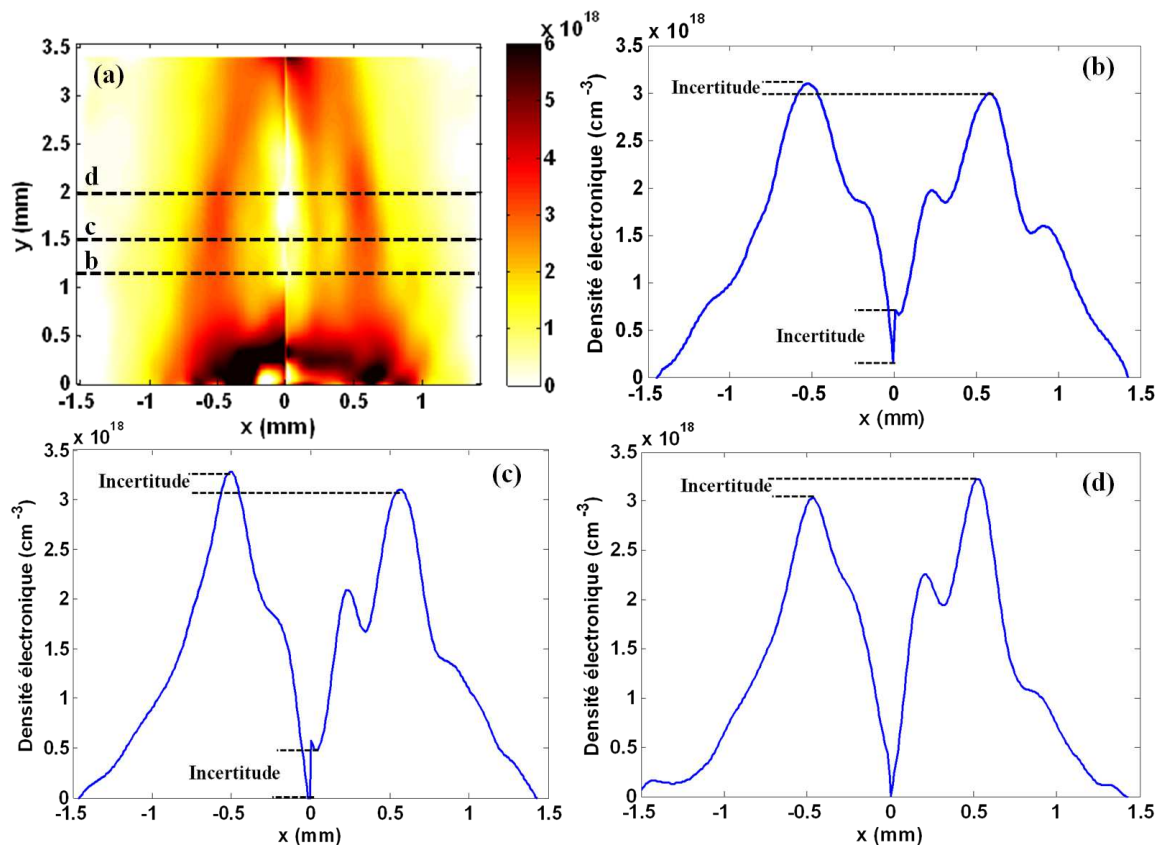 (a)
x 10^18
y (mm)
3.5
3
2.5
2
1.5
1
0.5
0
d
c
b
-1.5 -1 -0.5 0 0.5 1
x (mm)
6
5
4
3
2
1
0
x 10^18
(b)
Densité électronique (cm^-3)
3.5
3
2.5
2
1.5
1
0.5
0
Incertitude
Incertitude
-1.5 -1 -0.5 0 0.5 1 1.5
x (mm)
x 10^18
(c)
Densité électronique (cm^-3)
3.5
3
2.5
2
1.5
1
0.5
0
Incertitude
Incertitude
-1.5 -1 -0.5 0 0.5 1 1.5
x (mm)
x 10^18
(d)
Densité électronique (cm^-3)
3.5
3
2.5
2
1.5
1
0.5
0
Incertitude
-1.5 -1 -0.5 0 0.5 1 1.5
x (mm)